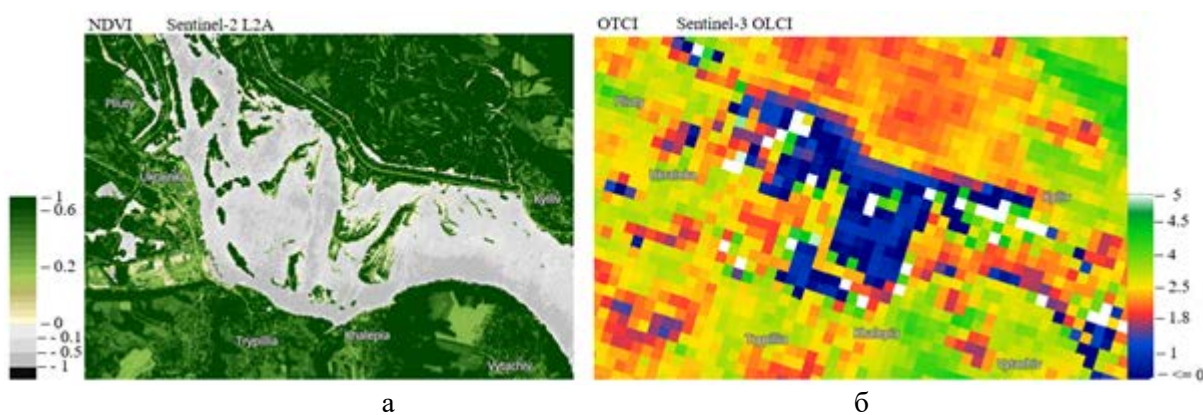 NDVI Sentinel-2 L2A
OTCI Sentinel-3 OLCI
Pliuty
Ukrainka
Kyiliv
Trypillia
Khalepia
Vytachiv
1
0.6
0.2
0
- 0.1
- 0.5
- 1
Pliuty
Ukrainka
Kyiliv
Trypillia
Khalepia
Vytachiv
5
4.5
4
2.5
1.8
1
<= 0
а
б